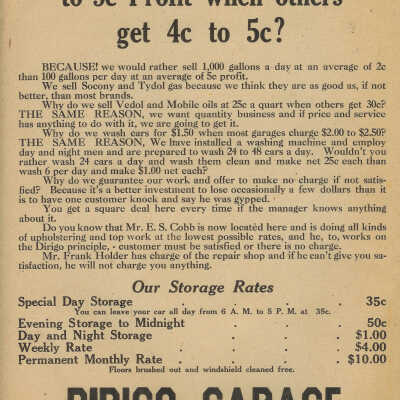 to 3c Profit when others
get 4c to 5c?
BECAUSE! we would rather sell 1,000 gallons a day at an average of 2c
than 100 gallons per day at an average of 5c profit.
We sell Socony and Tydol gas because we think they are as good as, if not
better, than most brands.
Why do we sell Vedol and Mobile oils at 25c a quart when others get 30c?
THE SAME REASON, we want quantity business and if price and service
has anything to do with it, we are going to get it.
Why do we wash cars for $1.50 when most garages charge $2.00 to $2.50?
THE SAME REASON, We have installed a washing machine and employ
day and night men and are prepared to wash 24 to 48 cars a day. Wouldn't you
rather wash 24 cars a day and wash them clean and make net 25c each than
wash 6 per day and make $1.00 net each?
Why do we guarantee our work and offer to make no charge if not satis-
fied? Because it's a better investment to lose occasionally a few dollars than it
is to have one customer knock and say he was gypped.
You get a square deal here every time if the manager knows anything
about it.
Do you know that Mr. E. S. Cobb is now located here and is doing all kinds
of upholstering and top work at the lowest possible rates, and he, to, works on
the Dirigo principle, - customer must be satisfied or there is no charge.
Mr. Frank Holder has charge of the repair shop and if he can't give you sa-
tisfaction, he will not charge you anything.
Our Storage Rates
Special Day Storage . . . . . 35c
You can leave your car all day from 6 A. M. to 5 P. M. at 35c.
Evening Storage to Midnight . . . . 50c
Day and Night Storage . . . . . $1.00
Weekly Rate . . . . . $4.00
Permanent Monthly Rate . . . . $10.00
Floors brushed out and windshield cleaned free.
DIRIGO GARAGE